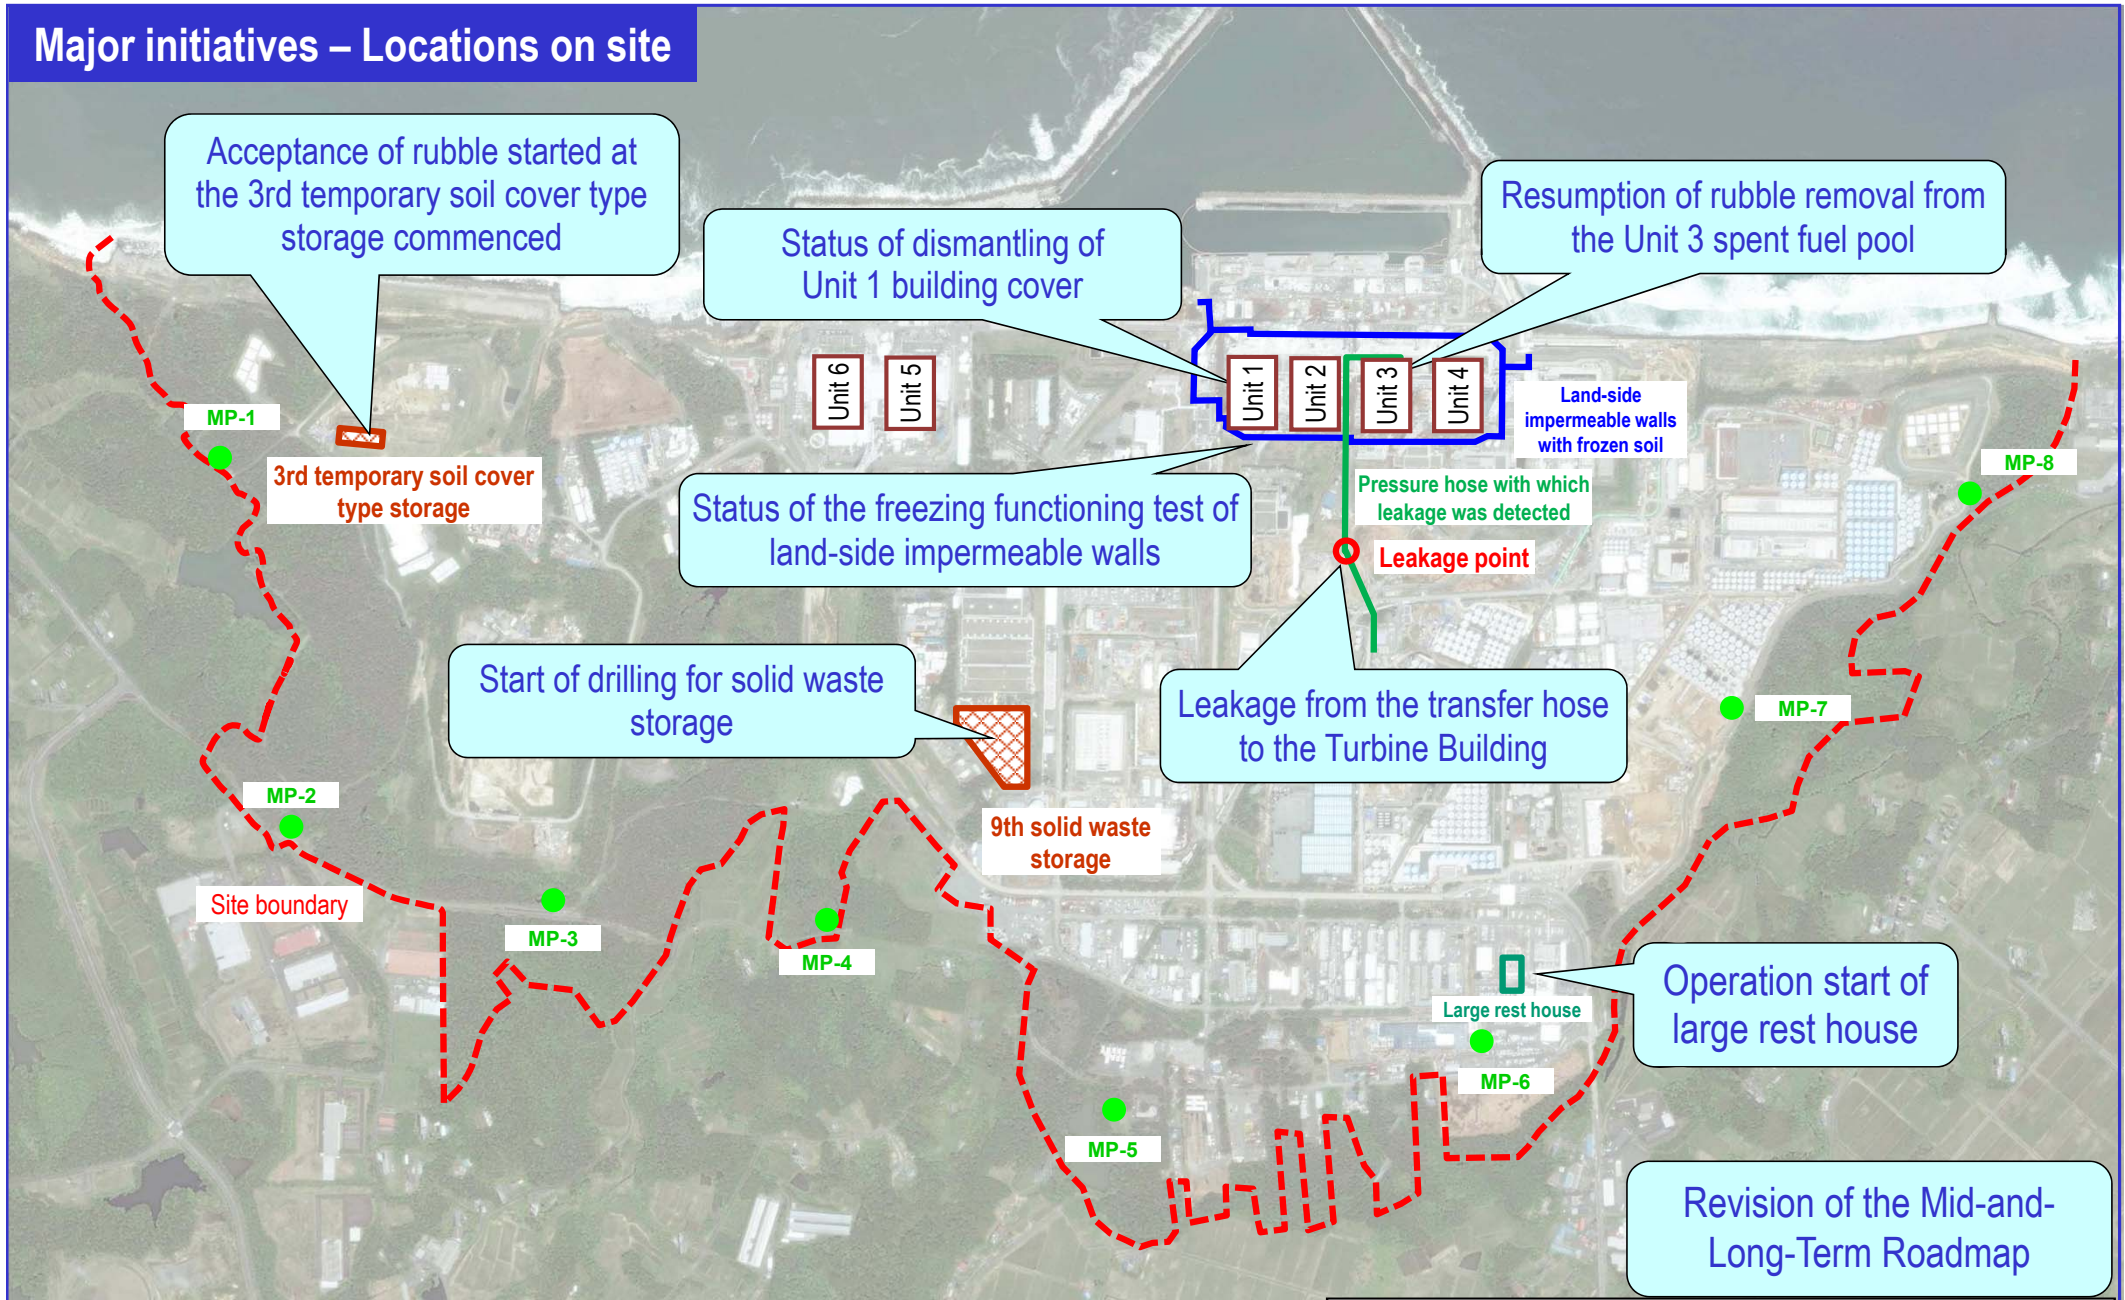 Major initiatives – Locations on site
Acceptance of rubble started at
the 3rd temporary soil cover type
storage commenced
Status of dismantling of
Unit 1 building cover
Resumption of rubble removal from
the Unit 3 spent fuel pool
Unit 6
Unit 5
Unit 1
Unit 2
Unit 3
Unit 4
Land-side
impermeable walls
with frozen soil
MP-1
3rd temporary soil cover
type storage
MP-8
Status of the freezing functioning test of
land-side impermeable walls
Pressure hose with which
leakage was detected
Leakage point
Start of drilling for solid waste
storage
Leakage from the transfer hose
to the Turbine Building
MP-7
MP-2
9th solid waste
storage
Site boundary
MP-3
MP-4
Large rest house
Operation start of
large rest house
MP-6
MP-5
Revision of the Mid-and-
Long-Term Roadmap